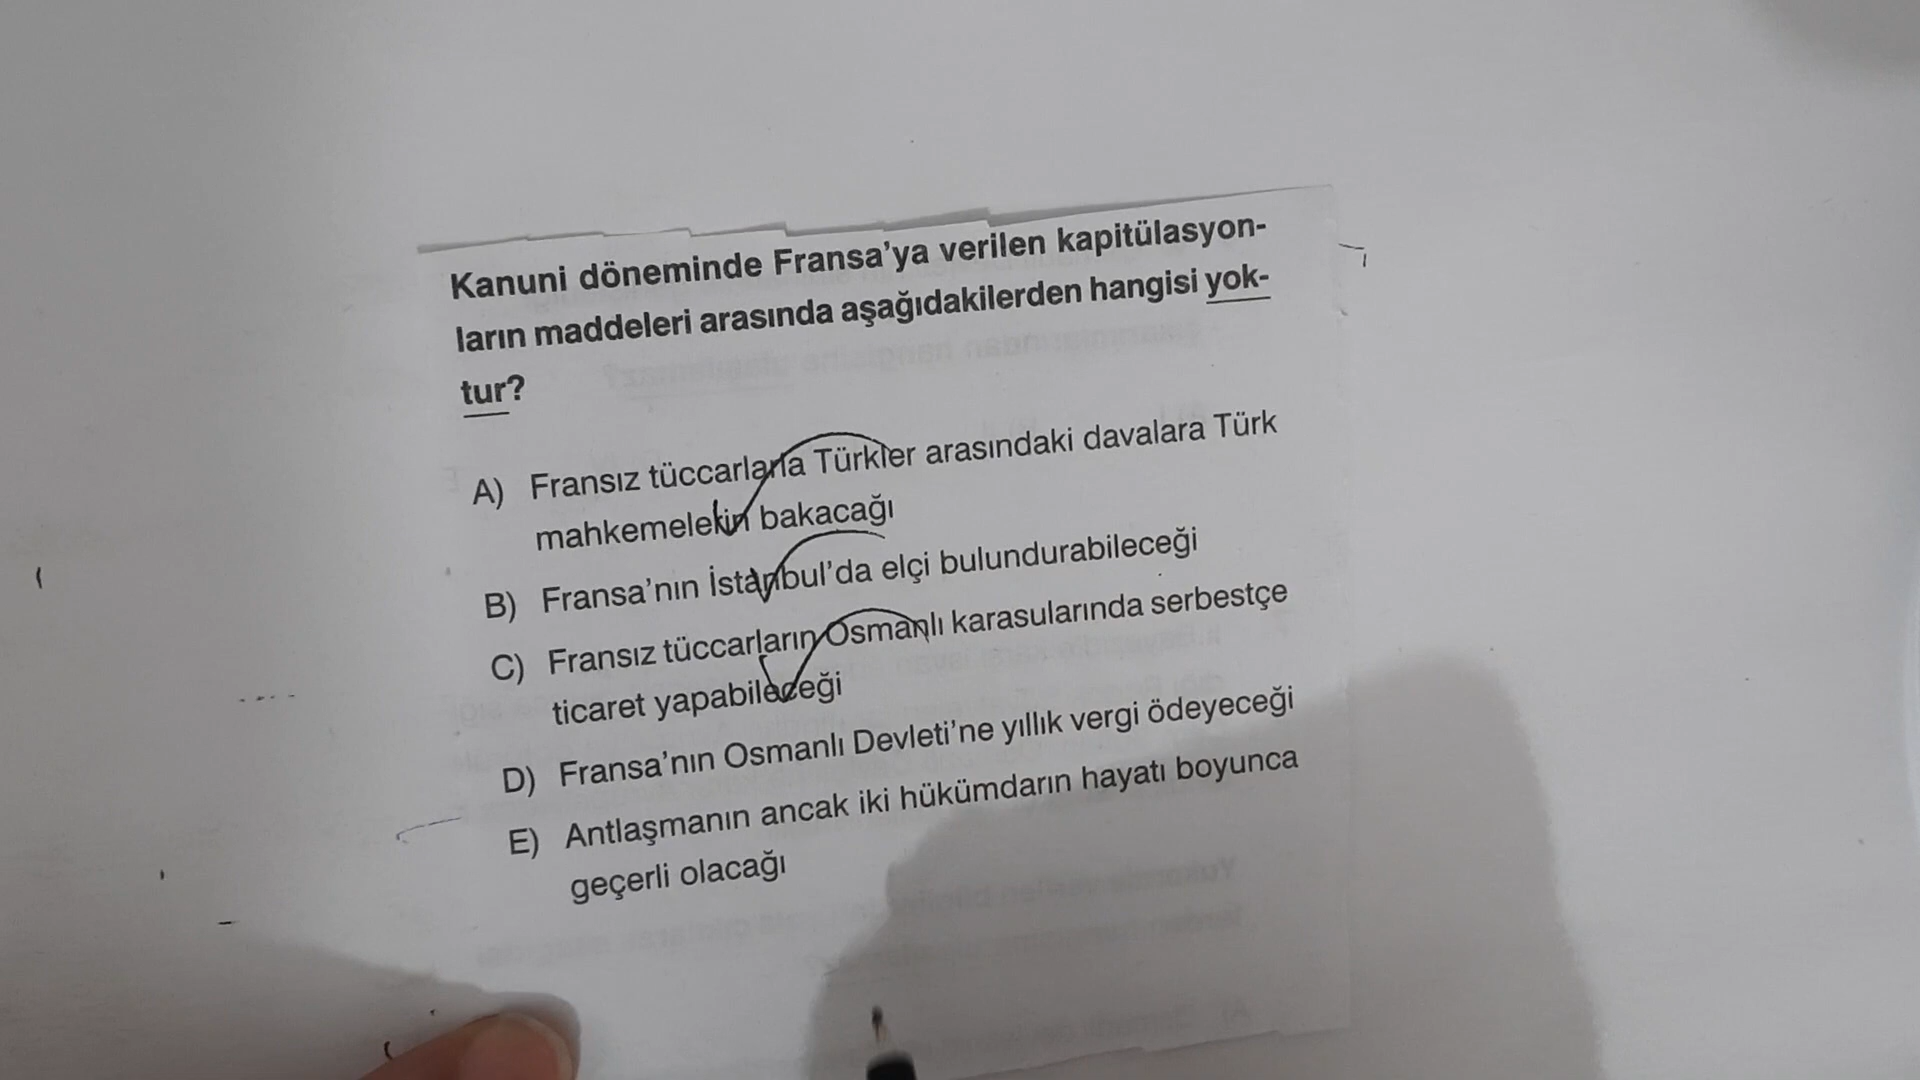 Kanuni döneminde Fransa'ya verilen kapitülasyon-
ların maddeleri arasında aşağıdakilerden hangisi yok-
tur?
A) Fransız tüccarlarla Türkler arasındaki davalara Türk
mahkemelerin bakacağı
B) Fransa'nın İstanbul'da elçi bulundurabileceği
C) Fransız tüccarların Osmanlı karasularında serbestçe
ticaret yapabileceği
D) Fransa'nın Osmanlı Devleti'ne yıllık vergi ödeyeceği
E) Antlaşmanın ancak iki hükümdarın hayatı boyunca
geçerli olacağı